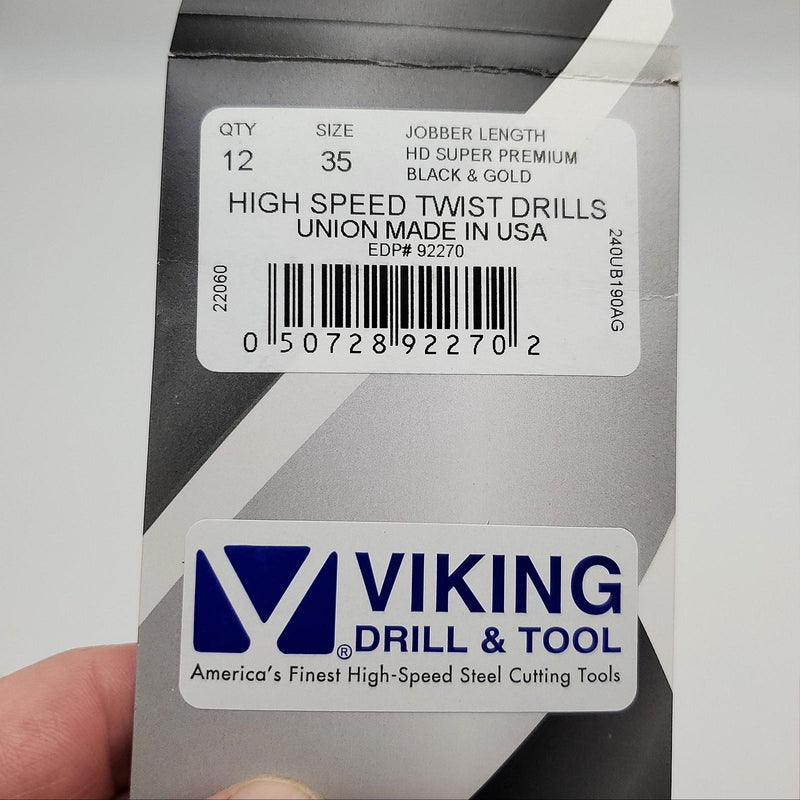 QTY SIZE JOBBER LENGTH
12 35 HD SUPER PREMIUM
BLACK & GOLD
HIGH SPEED TWIST DRILLS
UNION MADE IN USA
EDP# 92270
22060
240UB190AG
0 50728 92270 2
VIKING
DRILL & TOOL
®
America's Finest High-Speed Steel Cutting Tools